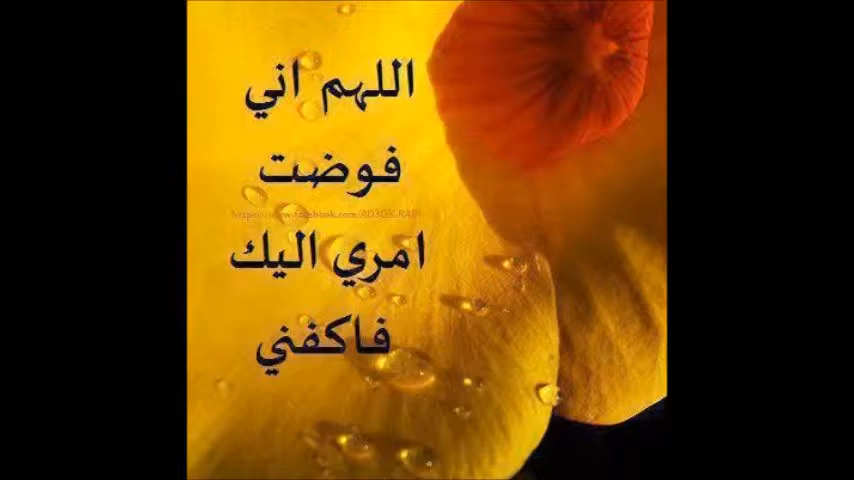 اللهم اني
فوضت
امري اليك
فاكفني